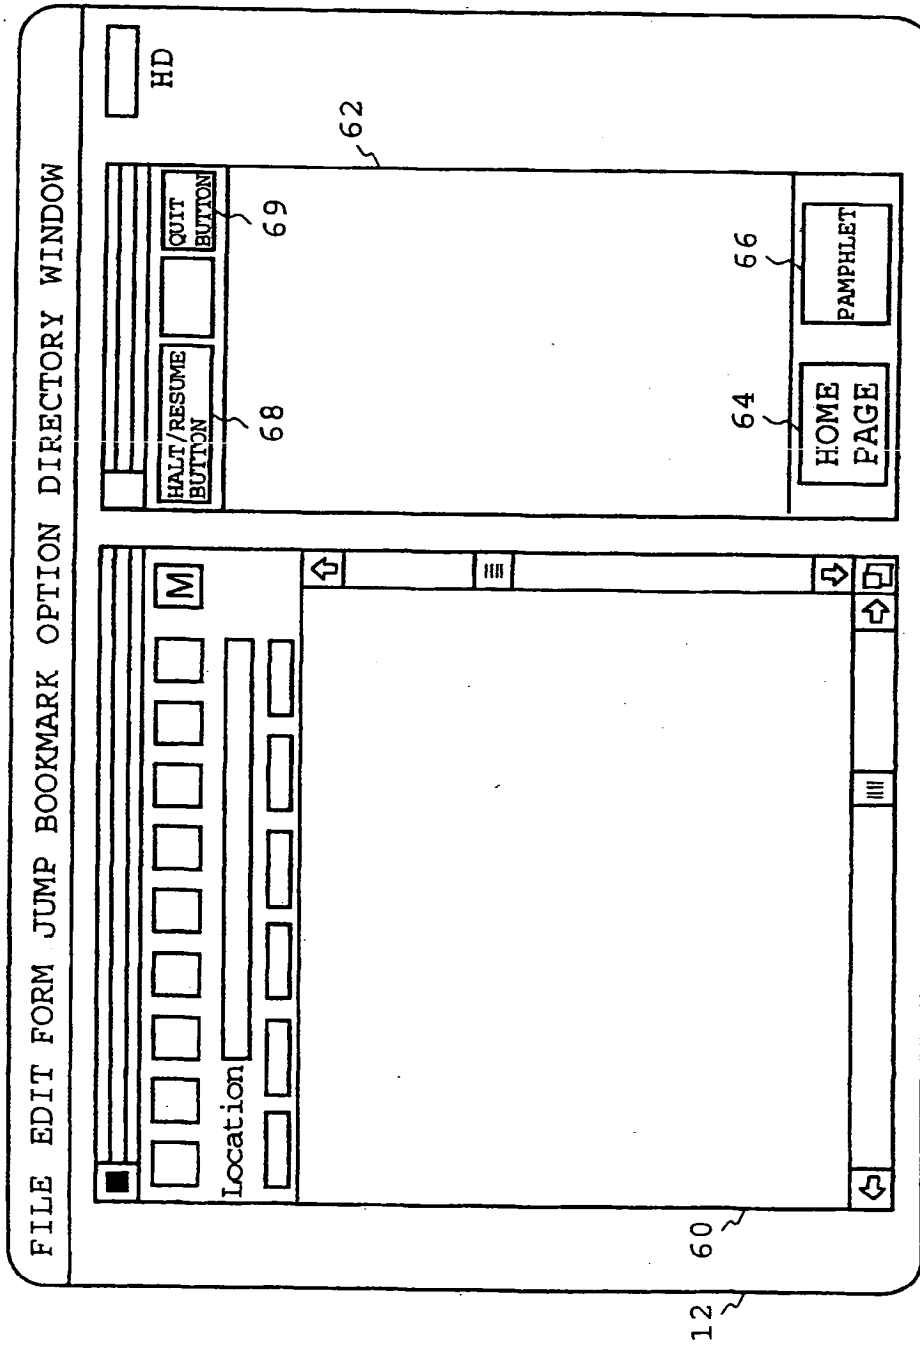 FILE EDIT FORM JUMP BOOKMARK OPTION DIRECTORY WINDOW
HD
M
Location
HALT/RESUME
BUTTON
QUIT
BUTTON
68
69
62
64
66
HOME
PAGE
PAMPHLET
60
12